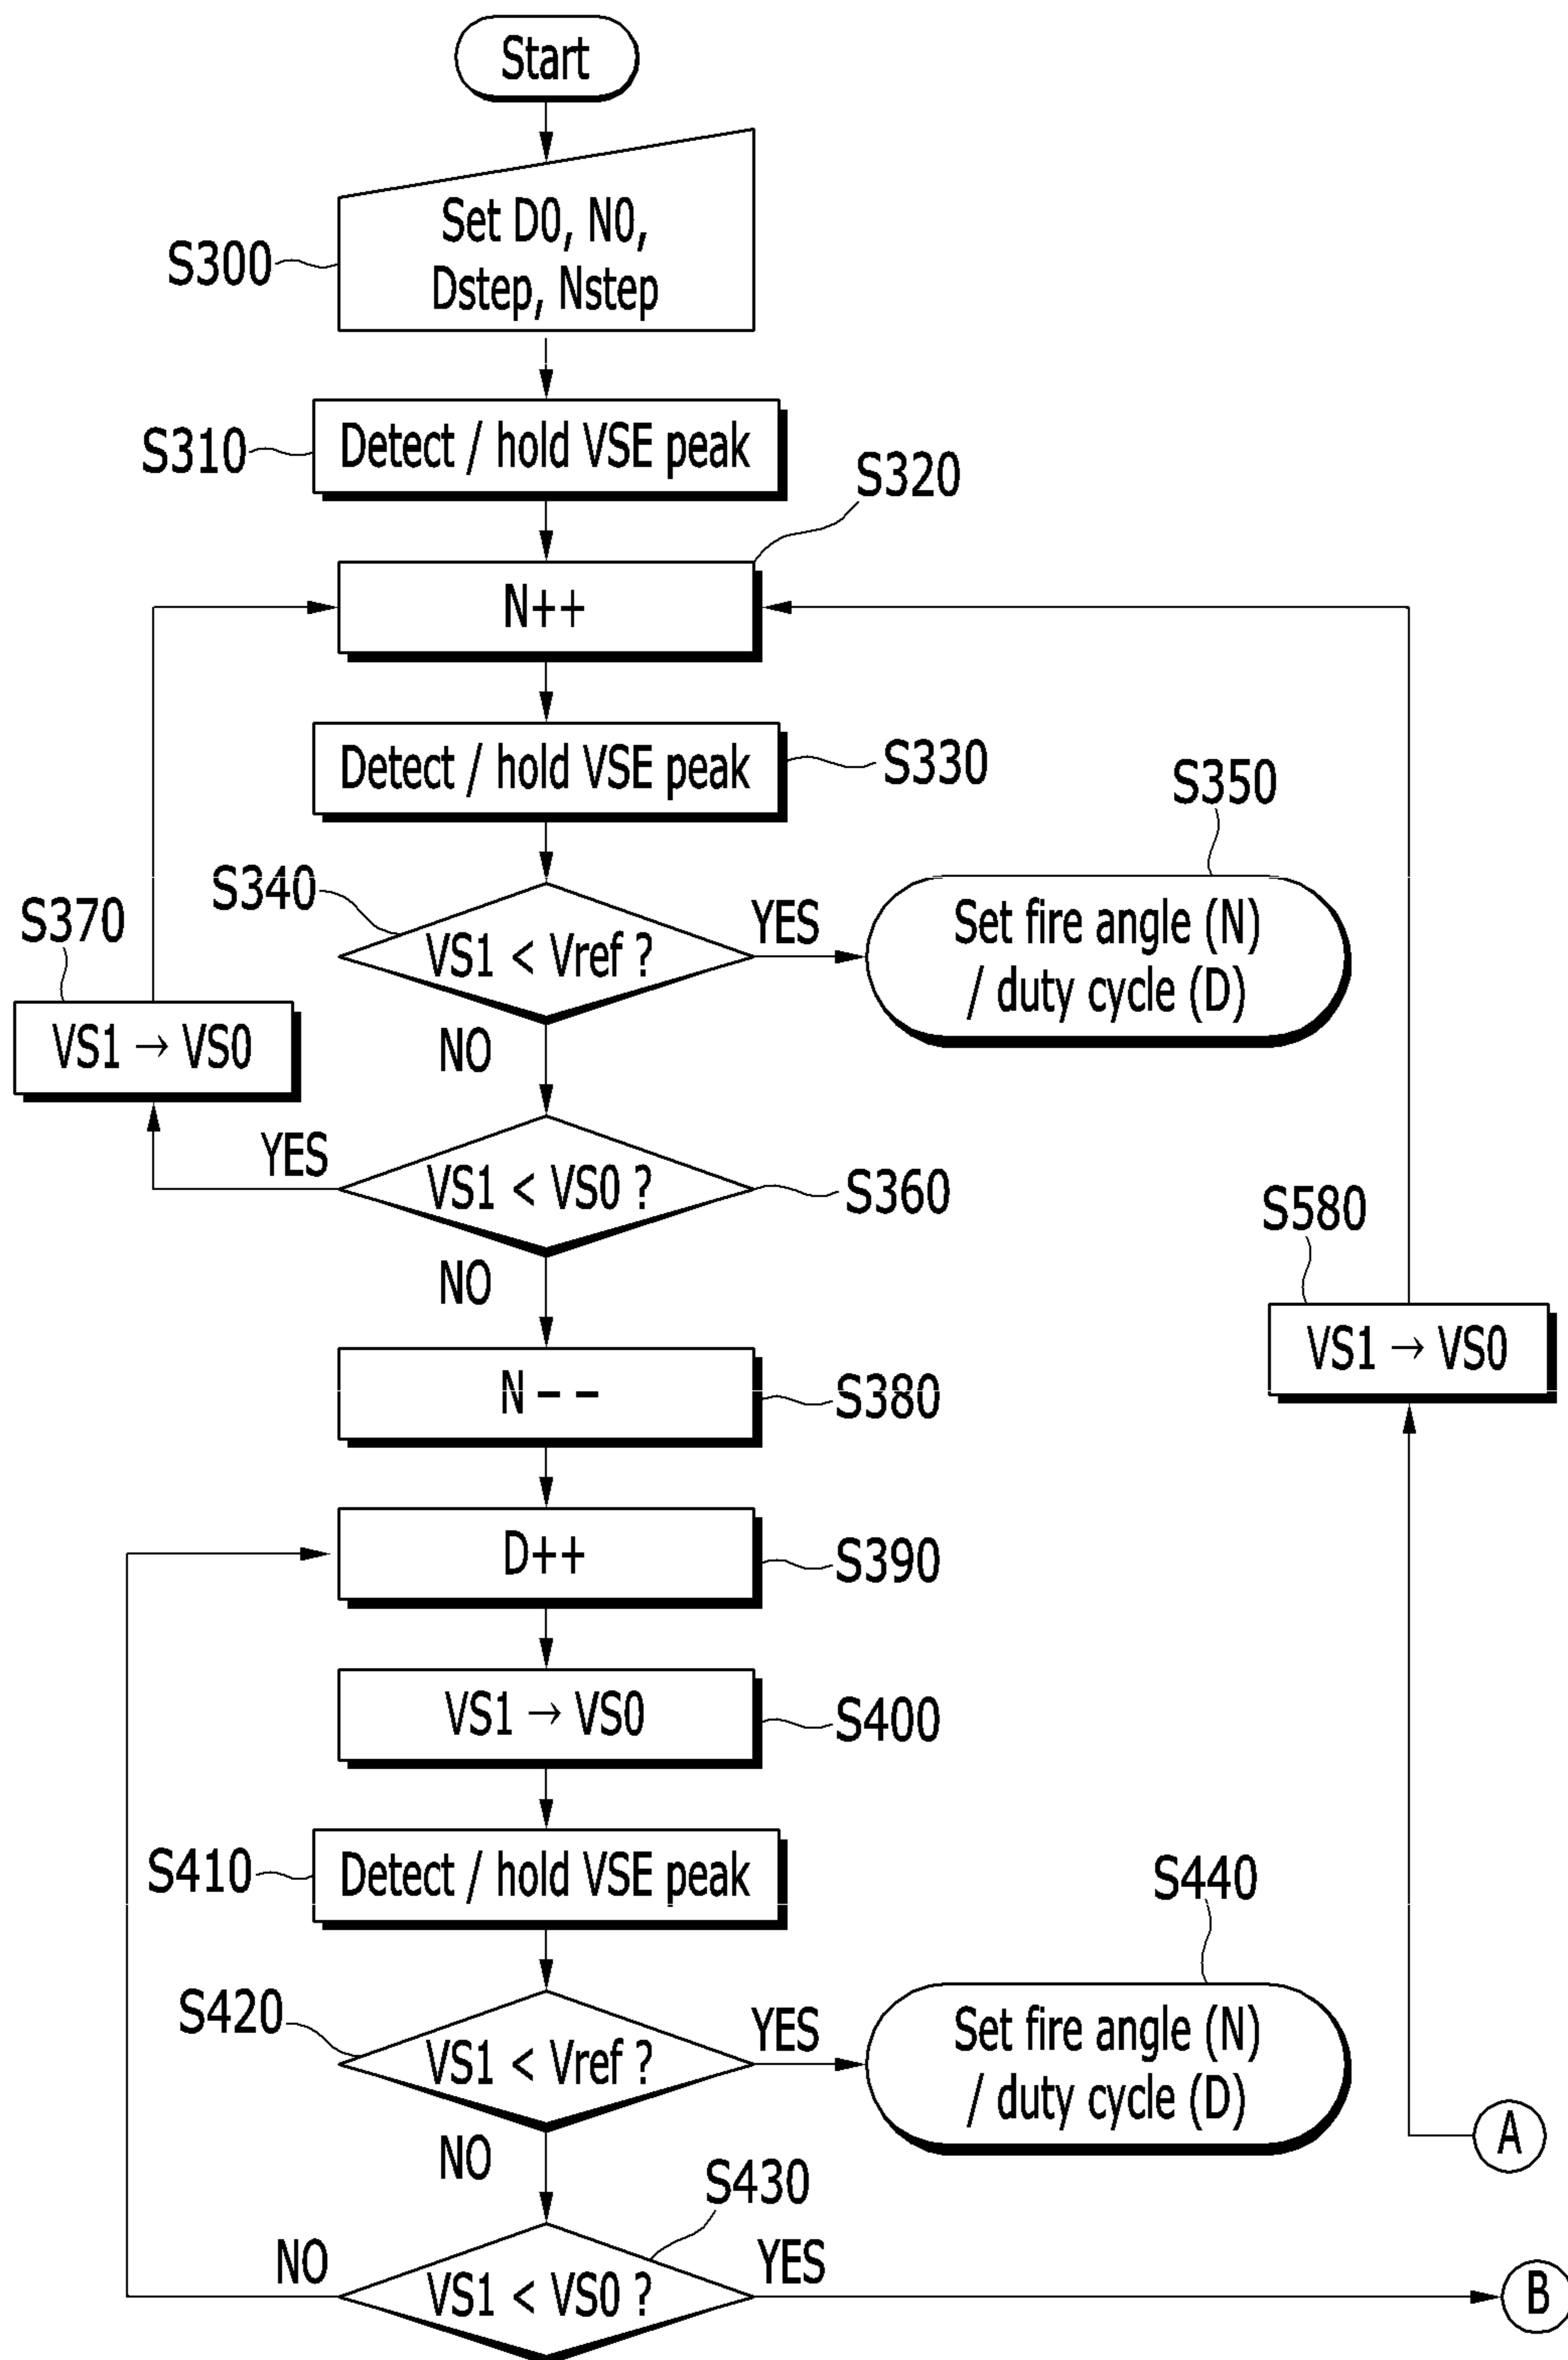 Start
Set D0, N0,
Dstep, Nstep
S300
Detect / hold VSE peak
S310
S320
N++
Detect / hold VSE peak
S330
S350
S340
VS1 < Vref ?
YES
Set fire angle (N)
/ duty cycle (D)
S370
VS1 → VS0
NO
YES
VS1 < VS0 ?
S360
S580
VS1 → VS0
NO
N – –
S380
D++
S390
VS1 → VS0
S400
S410
Detect / hold VSE peak
S440
S420
VS1 < Vref ?
YES
Set fire angle (N)
/ duty cycle (D)
A
NO
S430
NO
VS1 < VS0 ?
YES
B